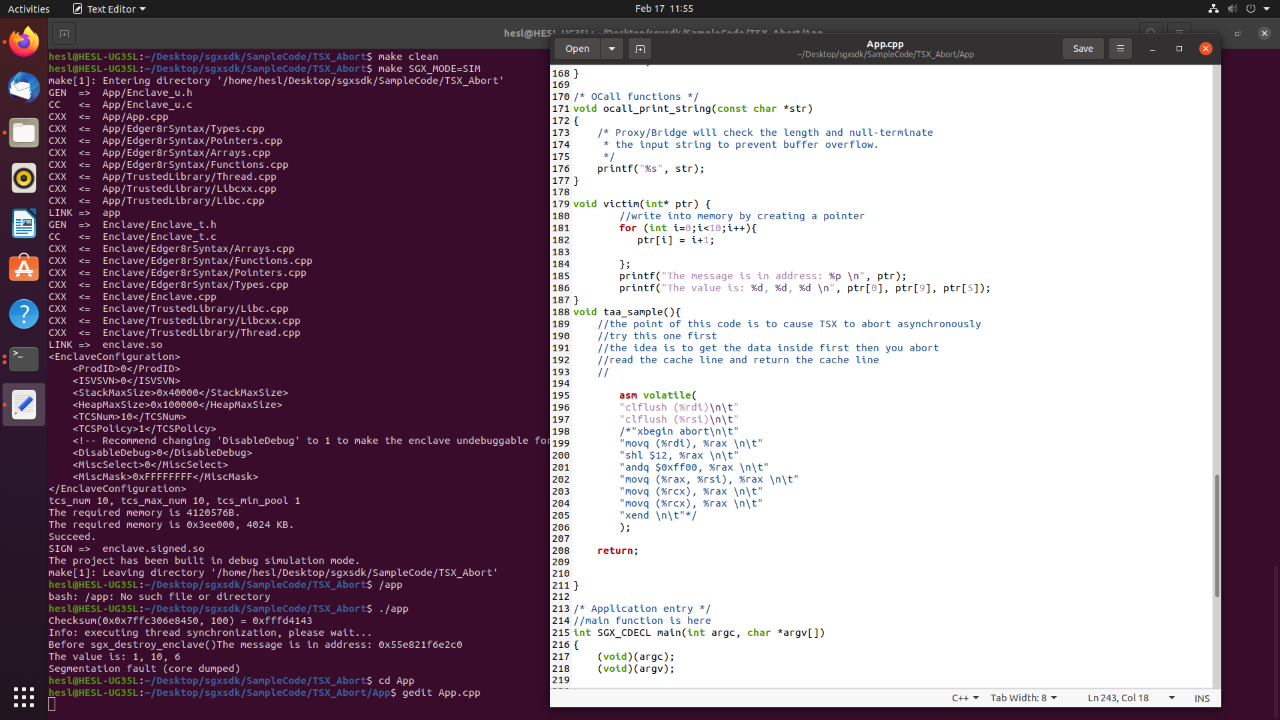 Activities
Text Editor
Feb 17  11:55
hesl@HESL-UG35L: ~/Desktop/sgxsdk/SampleCode/TSX_Abort/App
hesl@HESL-UG35L:~/Desktop/sgxsdk/SampleCode/TSX_Abort$ make clean
hesl@HESL-UG35L:~/Desktop/sgxsdk/SampleCode/TSX_Abort$ make SGX_MODE=SIM
make[1]: Entering directory '/home/hesl/Desktop/sgxsdk/SampleCode/TSX_Abort'
GEN  =>  App/Enclave_u.h
CC   <=  App/Enclave_u.c
CXX  <=  App/App.cpp
CXX  <=  App/Edger8rSyntax/Types.cpp
CXX  <=  App/Edger8rSyntax/Pointers.cpp
CXX  <=  App/Edger8rSyntax/Arrays.cpp
CXX  <=  App/Edger8rSyntax/Functions.cpp
CXX  <=  App/TrustedLibrary/Thread.cpp
CXX  <=  App/TrustedLibrary/Libcxx.cpp
CXX  <=  App/TrustedLibrary/Libc.cpp
LINK =>  app
GEN  =>  Enclave/Enclave_t.h
CC   <=  Enclave/Enclave_t.c
CXX  <=  Enclave/Edger8rSyntax/Arrays.cpp
CXX  <=  Enclave/Edger8rSyntax/Functions.cpp
CXX  <=  Enclave/Edger8rSyntax/Pointers.cpp
CXX  <=  Enclave/Edger8rSyntax/Types.cpp
CXX  <=  Enclave/Enclave.cpp
CXX  <=  Enclave/TrustedLibrary/Libc.cpp
CXX  <=  Enclave/TrustedLibrary/Libcxx.cpp
CXX  <=  Enclave/TrustedLibrary/Thread.cpp
LINK =>  enclave.so
<EnclaveConfiguration>
    <ProdID>0</ProdID>
    <ISVSVN>0</ISVSVN>
    <StackMaxSize>0x40000</StackMaxSize>
    <HeapMaxSize>0x100000</HeapMaxSize>
    <TCSNum>10</TCSNum>
    <TCSPolicy>1</TCSPolicy>
    <!-- Recommend changing 'DisableDebug' to 1 to make the enclave undebuggable for
    <DisableDebug>0</DisableDebug>
    <MiscSelect>0</MiscSelect>
    <MiscMask>0xFFFFFFFF</MiscMask>
</EnclaveConfiguration>
tcs_num 10, tcs_max_num 10, tcs_min_pool 1
The required memory is 4120576B.
The required memory is 0x3ee000, 4024 KB.
Succeed.
SIGN =>  enclave.signed.so
The project has been built in debug simulation mode.
make[1]: Leaving directory '/home/hesl/Desktop/sgxsdk/SampleCode/TSX_Abort'
hesl@HESL-UG35L:~/Desktop/sgxsdk/SampleCode/TSX_Abort$ /app
bash: /app: No such file or directory
hesl@HESL-UG35L:~/Desktop/sgxsdk/SampleCode/TSX_Abort$ ./app
Checksum(0x0x7ffc306e8450, 100) = 0xfffd4143
Info: executing thread synchronization, please wait...
Before sgx_destroy_enclave()The message is in address: 0x55e821f6e2c0
The value is: 1, 10, 6
Segmentation fault (core dumped)
hesl@HESL-UG35L:~/Desktop/sgxsdk/SampleCode/TSX_Abort$ cd App
hesl@HESL-UG35L:~/Desktop/sgxsdk/SampleCode/TSX_Abort/App$ gedit App.cpp
Open
App.cpp
~/Desktop/sgxsdk/SampleCode/TSX_Abort/App
Save
168 }
169
170 /* OCall functions */
171 void ocall_print_string(const char *str)
172 {
173     /* Proxy/Bridge will check the length and null-terminate
174      * the input string to prevent buffer overflow.
175      */
176     printf("%s", str);
177 }
178
179 void victim(int* ptr) {
180         //write into memory by creating a pointer
181         for (int i=0;i<10;i++){
182            ptr[i] = i+1;
183
184         };
185         printf("The message is in address: %p \n", ptr);
186         printf("The value is: %d, %d, %d \n", ptr[0], ptr[9], ptr[5]);
187 }
188 void taa_sample(){
189     //the point of this code is to cause TSX to abort asynchronously
190     //try this one first
191     //the idea is to get the data inside first then you abort
192     //read the cache line and return the cache line
193     //
194
195         asm volatile(
196         "clflush (%rdi)\n\t"
197         "clflush (%rsi)\n\t"
198         /*"xbegin abort\n\t"
199         "movq (%rdi), %rax \n\t"
200         "shl $12, %rax \n\t"
201         "andq $0xff00, %rax \n\t"
202         "movq (%rax, %rsi), %rax \n\t"
203         "movq (%rcx), %rax \n\t"
204         "movq (%rcx), %rax \n\t"
205         "xend \n\t"*/
206         );
207
208     return;
209
210
211 }
212
213 /* Application entry */
214 //main function is here
215 int SGX_CDECL main(int argc, char *argv[])
216 {
217     (void)(argc);
218     (void)(argv);
219
C++
Tab Width: 8
Ln 243, Col 18
INS